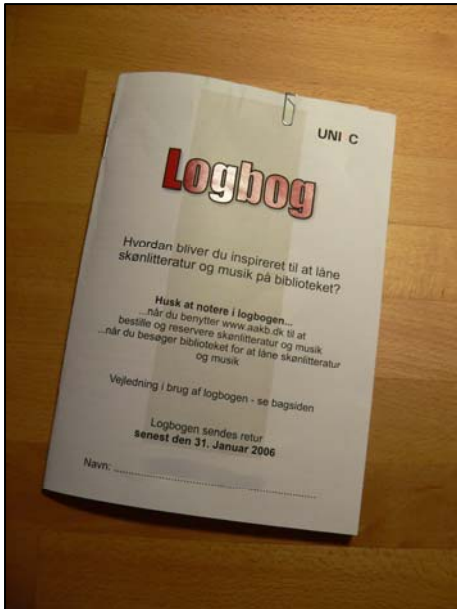 UNI•C
Logbog
Hvordan bliver du inspireret til at låne
skønlitteratur og musik på biblioteket?
Husk at notere i logbogen...
...når du benytter www.aakb.dk til at
bestille og reservere skønlitteratur og musik
...når du besøger biblioteket for at låne skønlitteratur
og musik
Vejledning i brug af logbogen - se bagsiden
Logbogen sendes retur
senest den 31. Januar 2006
Navn: ........................................................